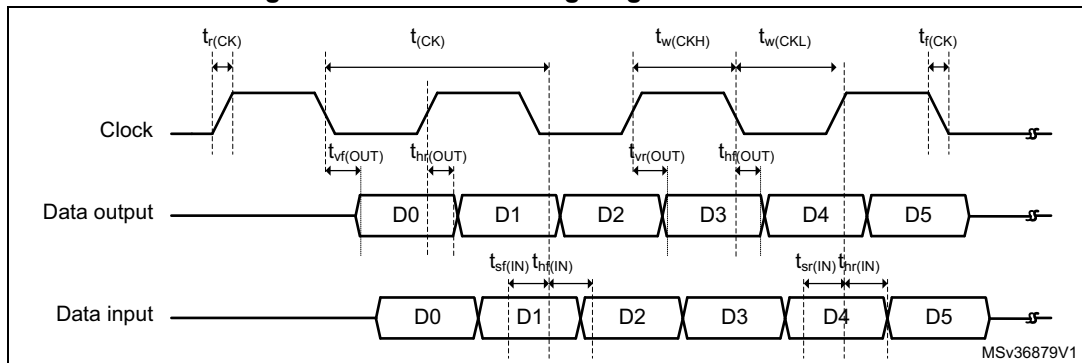 t_r(CK) t_(CK) t_w(CKH) t_w(CKL) t_f(CK)
Clock
t_vf(OUT) t_hr(OUT) t_vr(OUT) t_hf(OUT)
Data output D0 D1 D2 D3 D4 D5
t_sf(IN) t_hf(IN) t_sr(IN) t_hr(IN)
Data input D0 D1 D2 D3 D4 D5
MSv36879V1